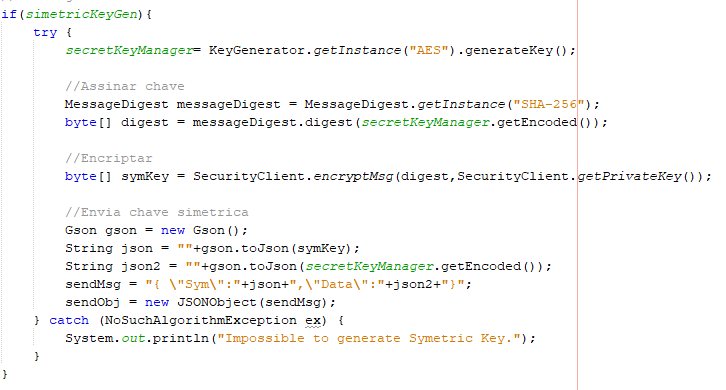 if(simetricKeyGen){
try {
secretKeyManager= KeyGenerator.getInstance("AES").generateKey();
//Assinar chave
MessageDigest messageDigest = MessageDigest.getInstance("SHA-256");
byte[] digest = messageDigest.digest(secretKeyManager.getEncoded());
//Encriptar
byte[] symKey = SecurityClient.encryptMsg(digest,SecurityClient.getPrivateKey());
//Envia chave simetrica
Gson gson = new Gson();
String json = ""+gson.toJson(symKey);
String json2 = ""+gson.toJson(secretKeyManager.getEncoded());
sendMsg = "{ \"Sym\":"+json+",\"Data\":"+json2+"}";
sendObj = new JSONObject(sendMsg);
} catch (NoSuchAlgorithmException ex) {
System.out.println("Impossible to generate Symetric Key.");
}
}